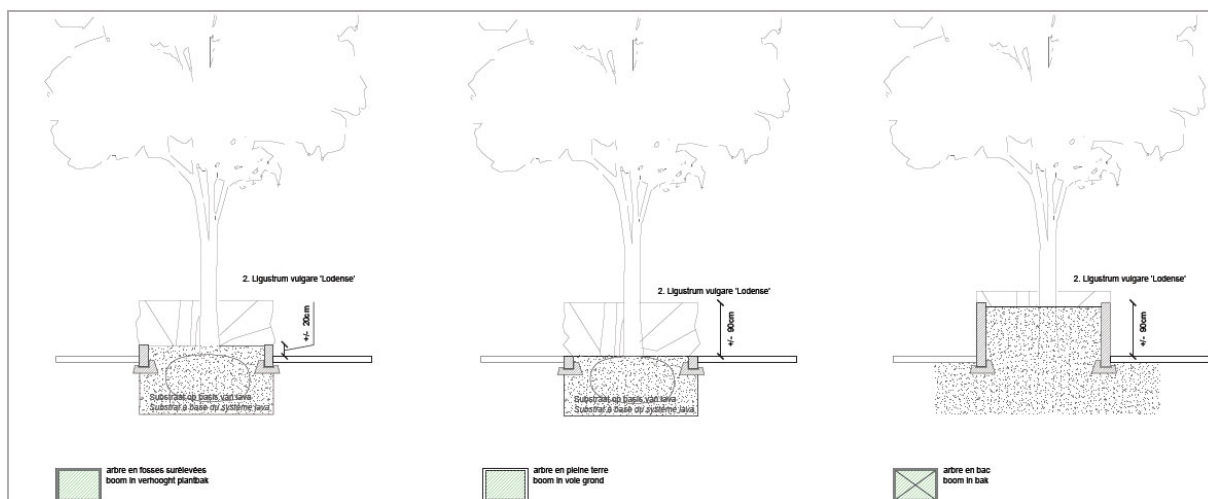 2. Ligustrum vulgare 'Lodense'
+/- 20cm
Substraat op basis van lava
Substrat à base du système lava
arbre en fosses surélevées
boom in verhooght plantbak
2. Ligustrum vulgare 'Lodense'
+/- 90cm
Substraat op basis van lava
Substrat à base du système lava
arbre en pleine terre
boom in vole grond
2. Ligustrum vulgare 'Lodense'
+/- 90cm
arbre en bac
boom in bak